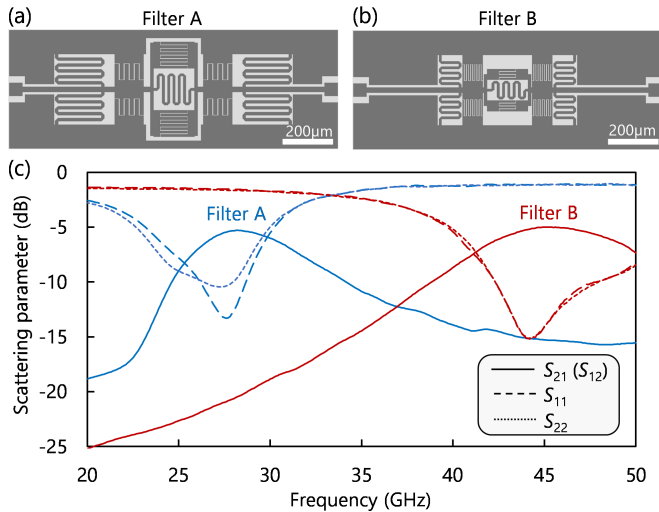 (a) Filter A
200μm
(b) Filter B
200μm
(c)
Scattering parameter (dB)
0
-5
-10
-15
-20
-25
Filter A
Filter B
S21 (S12)
S11
S22
20 25 30 35 40 45 50
Frequency (GHz)